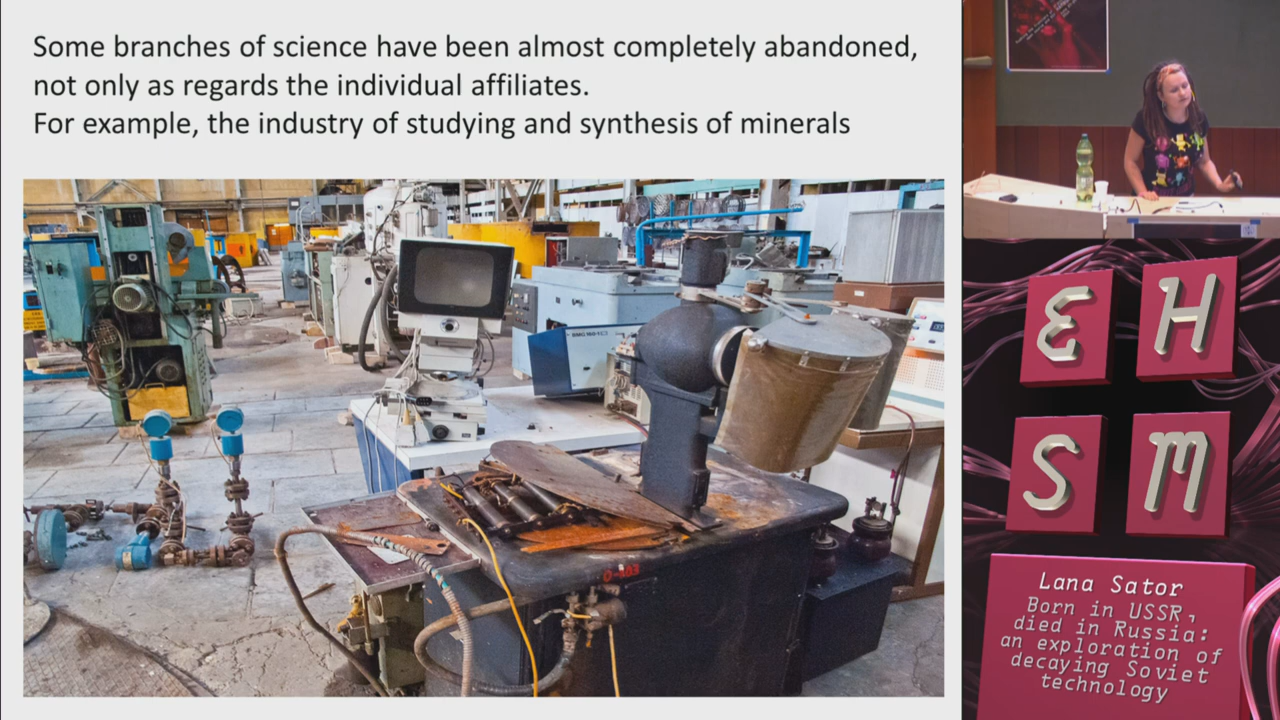 Some branches of science have been almost completely abandoned,
not only as regards the individual affiliates.
For example, the industry of studying and synthesis of minerals
0-103
E H
S M
Lana Sator
Born in USSR,
died in Russia:
an exploration of
decaying Soviet
technology